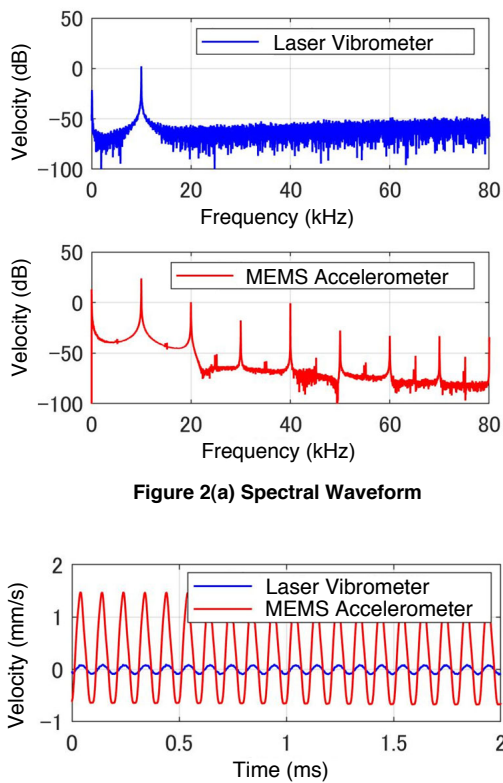 50
Laser Vibrometer
0
−50
−100
Velocity (dB)
0 20 40 60 80
Frequency (kHz)
50
MEMS Accelerometer
0
−50
−100
Velocity (dB)
0 20 40 60 80
Frequency (kHz)
Figure 2(a) Spectral Waveform
2
Laser Vibrometer
MEMS Accelerometer
1
0
−1
Velocity (mm/s)
0 0.5 1 1.5 2
Time (ms)